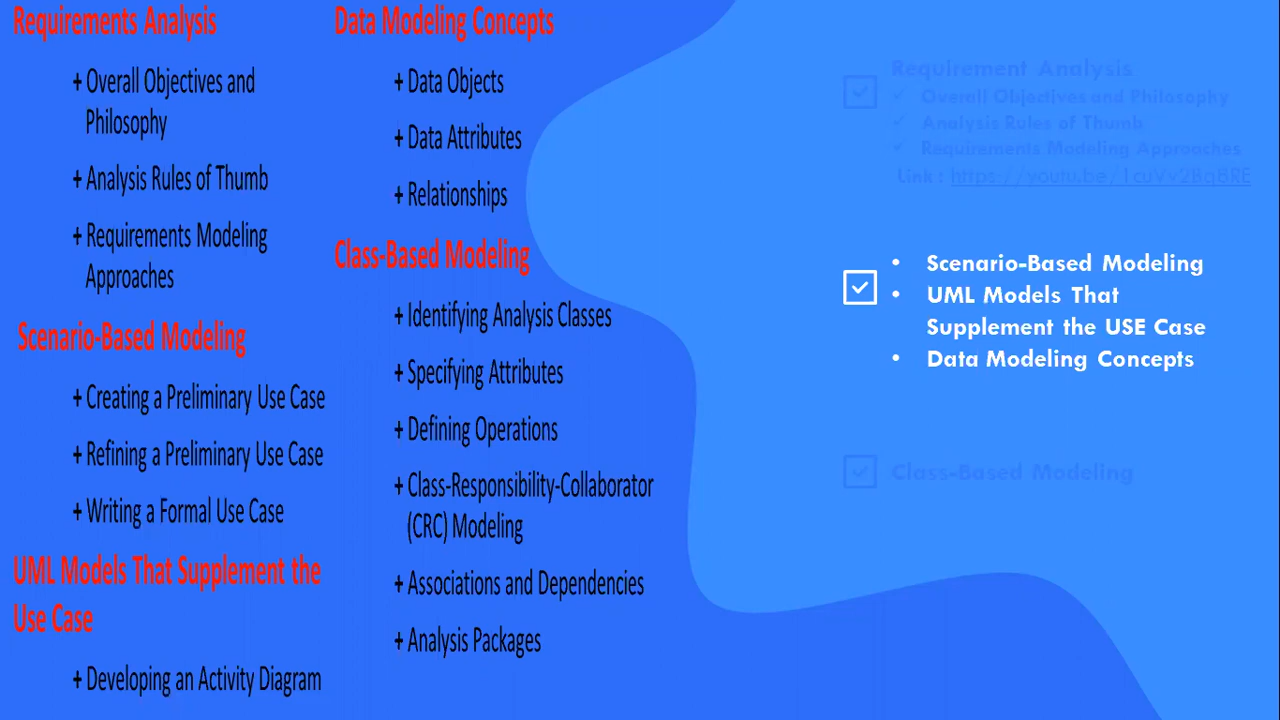 Requirements Analysis
+ Overall Objectives and
Philosophy
+ Analysis Rules of Thumb
+ Requirements Modeling
Approaches
Scenario-Based Modeling
+ Creating a Preliminary Use Case
+ Refining a Preliminary Use Case
+ Writing a Formal Use Case
UML Models That Supplement the
Use Case
+ Developing an Activity Diagram
Data Modeling Concepts
+ Data Objects
+ Data Attributes
+ Relationships
Class-Based Modeling
+ Identifying Analysis Classes
+ Specifying Attributes
+ Defining Operations
+ Class-Responsibility-Collaborator
(CRC) Modeling
+ Associations and Dependencies
+ Analysis Packages
Requirement Analysis
✓ Overall Objectives and Philosophy
✓ Analysis Rules of Thumb
✓ Requirements Modeling Approaches
Link :
• Scenario-Based Modeling
• UML Models That
Supplement the USE Case
• Data Modeling Concepts
Class-Based Modeling